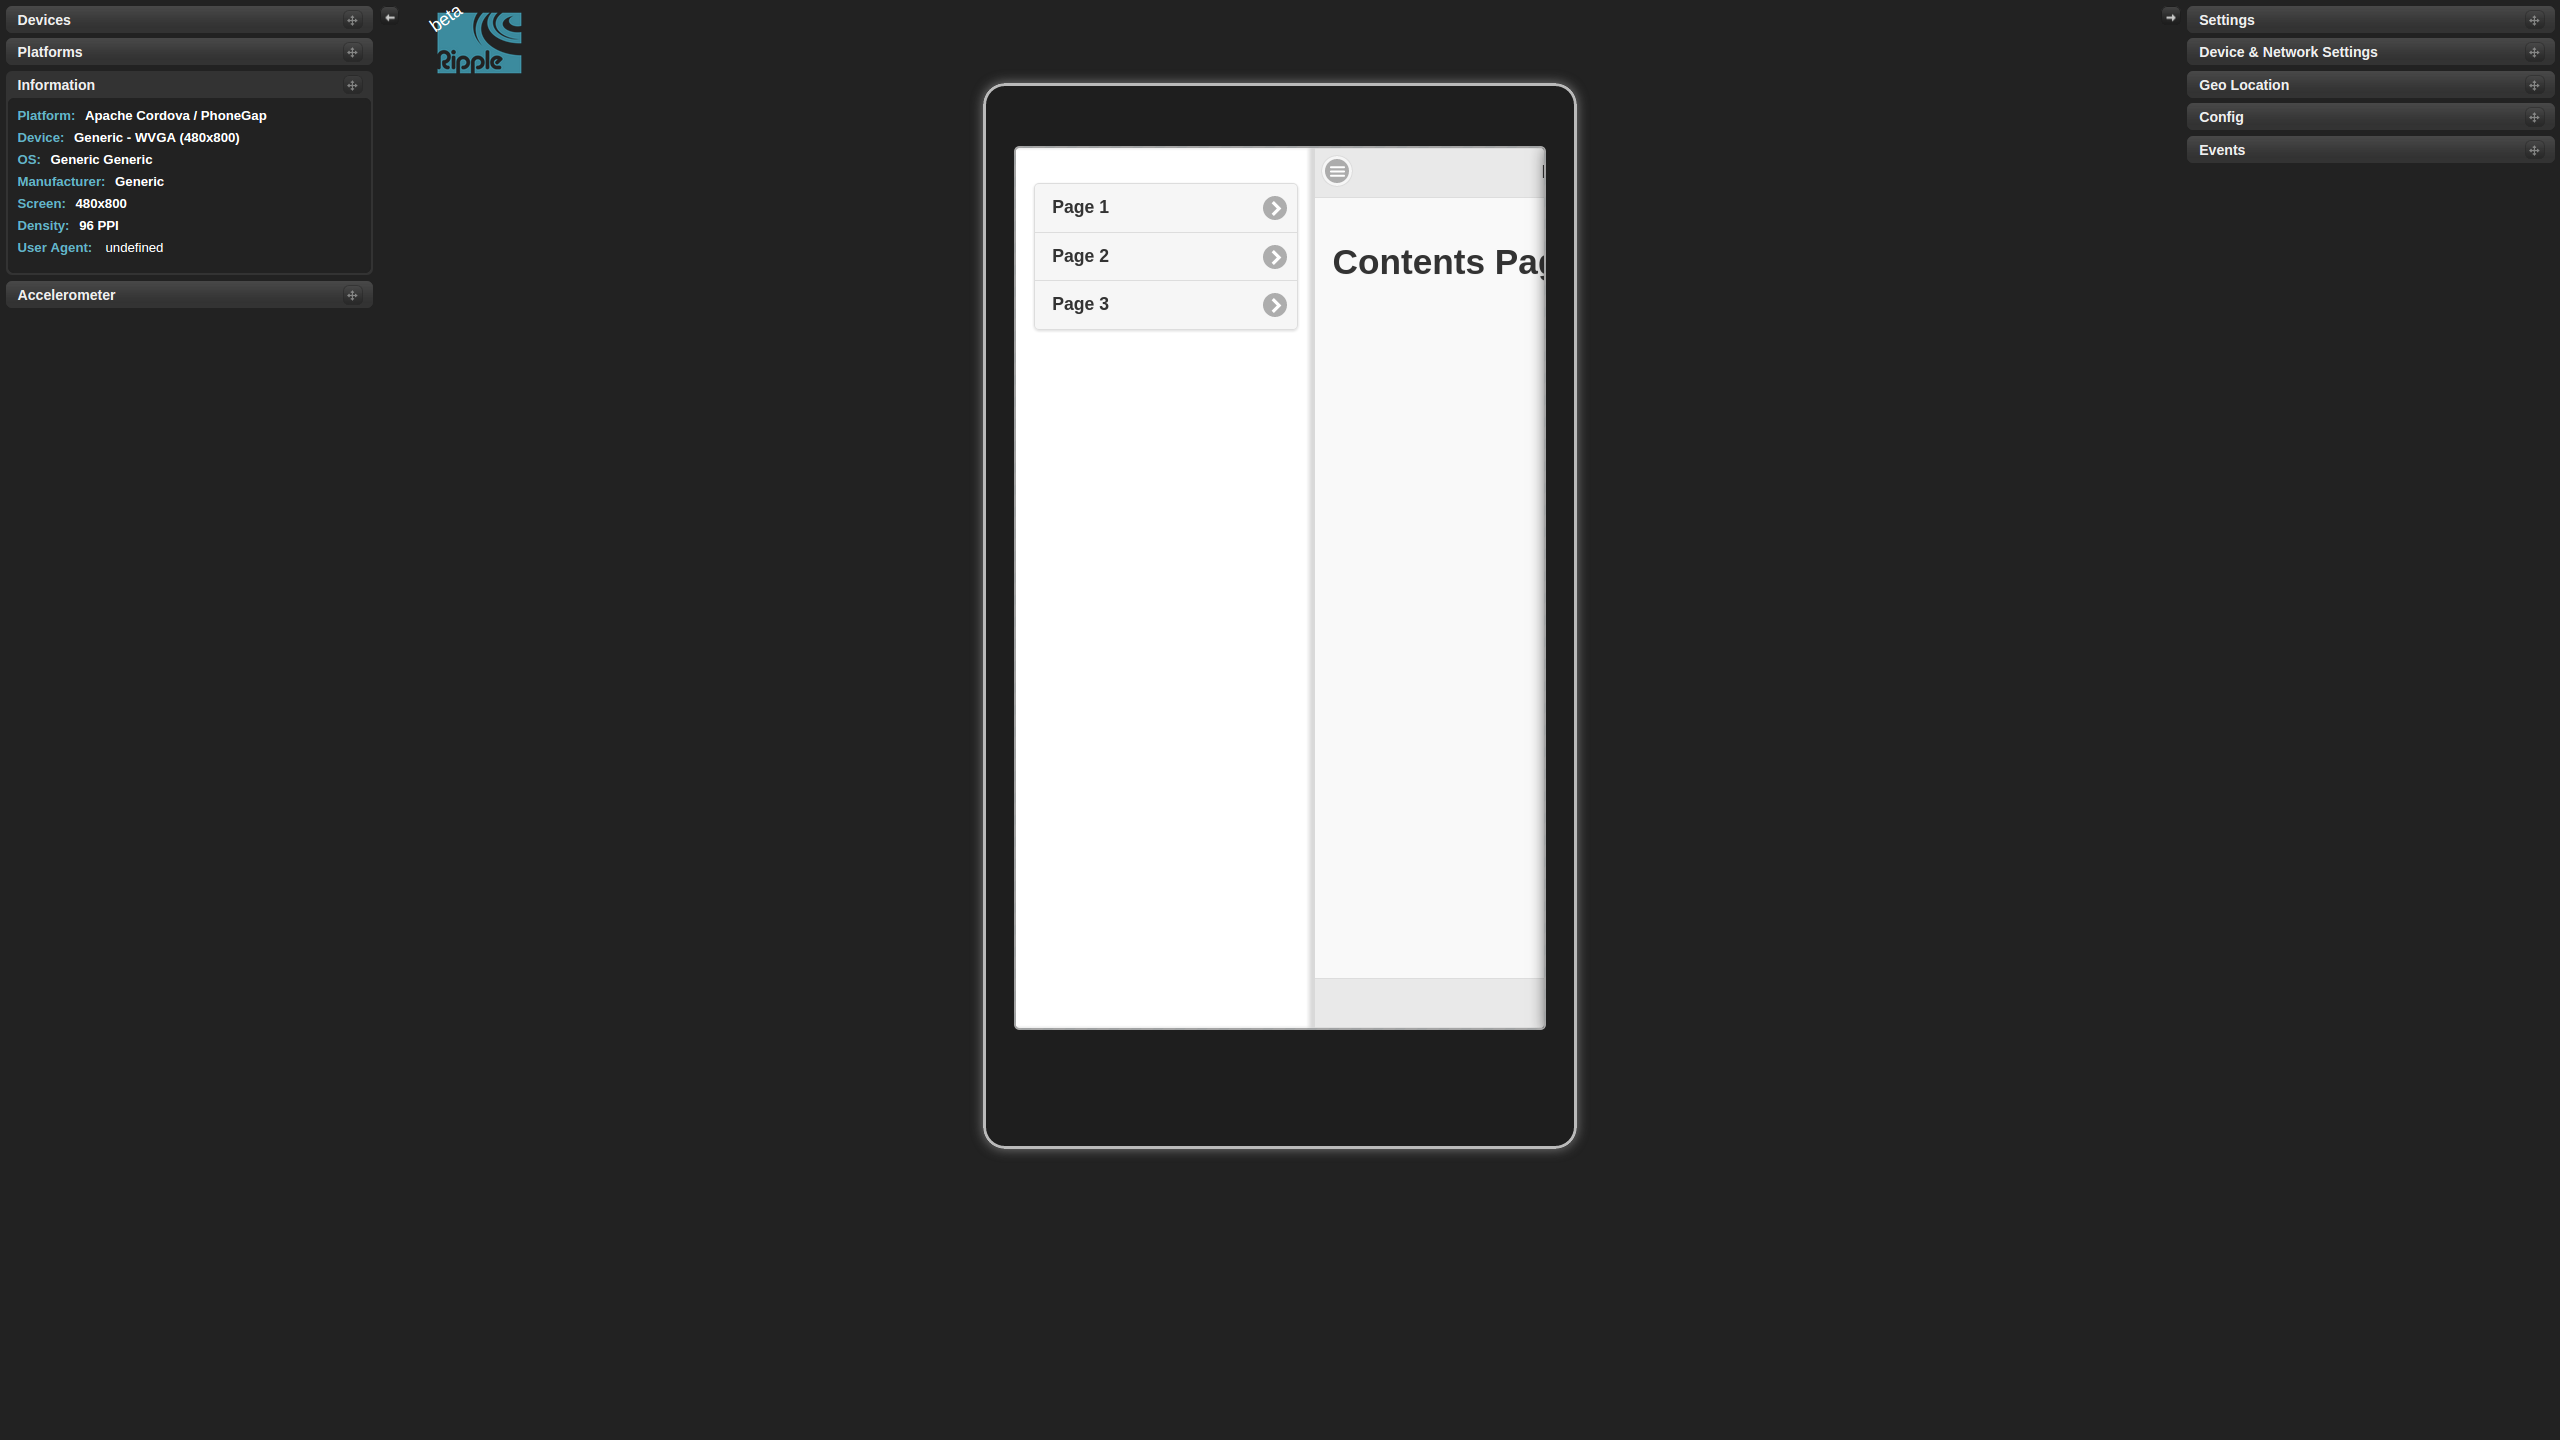 Devices
Platforms
Information
Platform: Apache Cordova / PhoneGap
Device: Generic - WVGA (480x800)
OS: Generic Generic
Manufacturer: Generic
Screen: 480x800
Density: 96 PPI
User Agent: undefined
Accelerometer
beta
Ripple
Page 1
Page 2
Page 3
Contents Pag
Settings
Device & Network Settings
Geo Location
Config
Events